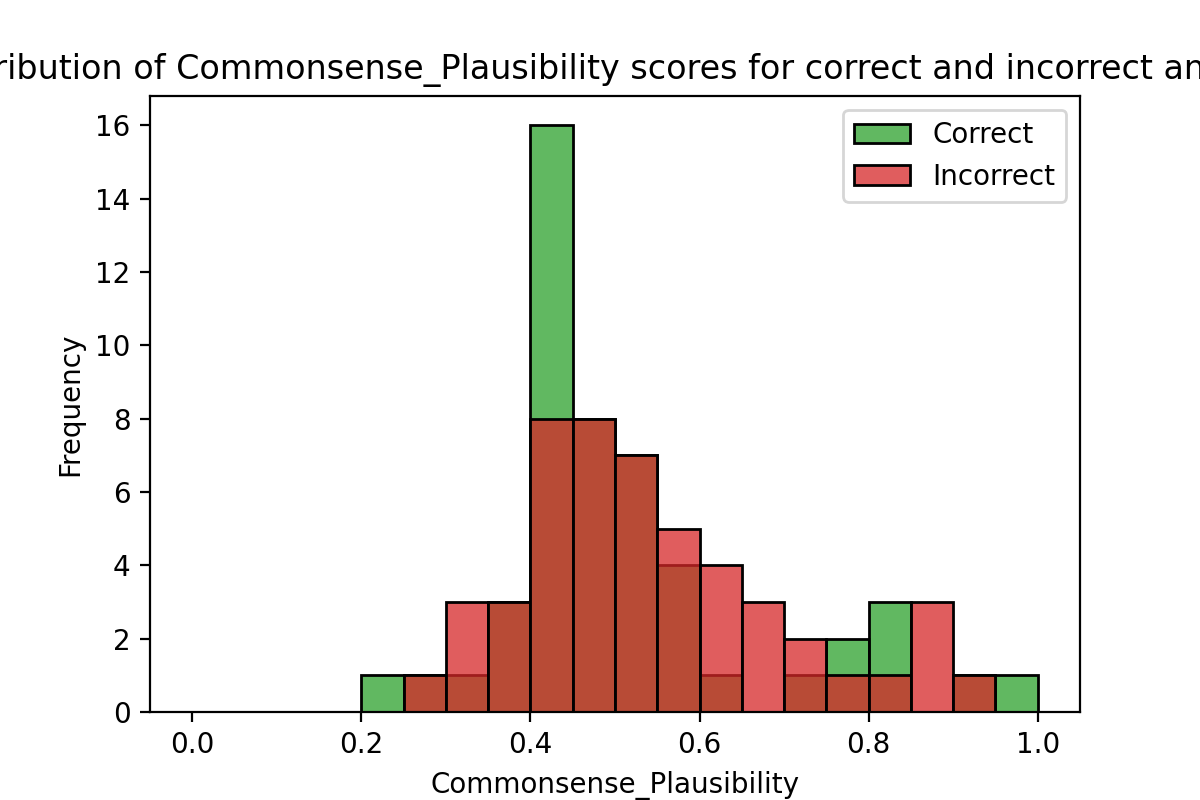 ribution of Commonsense_Plausibility scores for correct and incorrect an
16
14
12
10
8
6
4
2
0
Frequency
Correct
Incorrect
0.0 0.2 0.4 0.6 0.8 1.0
Commonsense_Plausibility